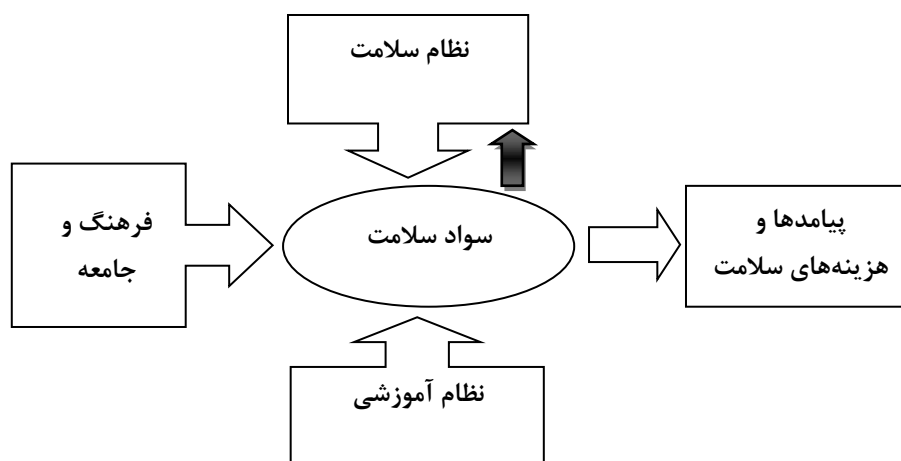 نظام سلامت
فرهنگ و
جامعه
سواد سلامت
پیامدها و
هزینه‌های سلامت
نظام آموزشی